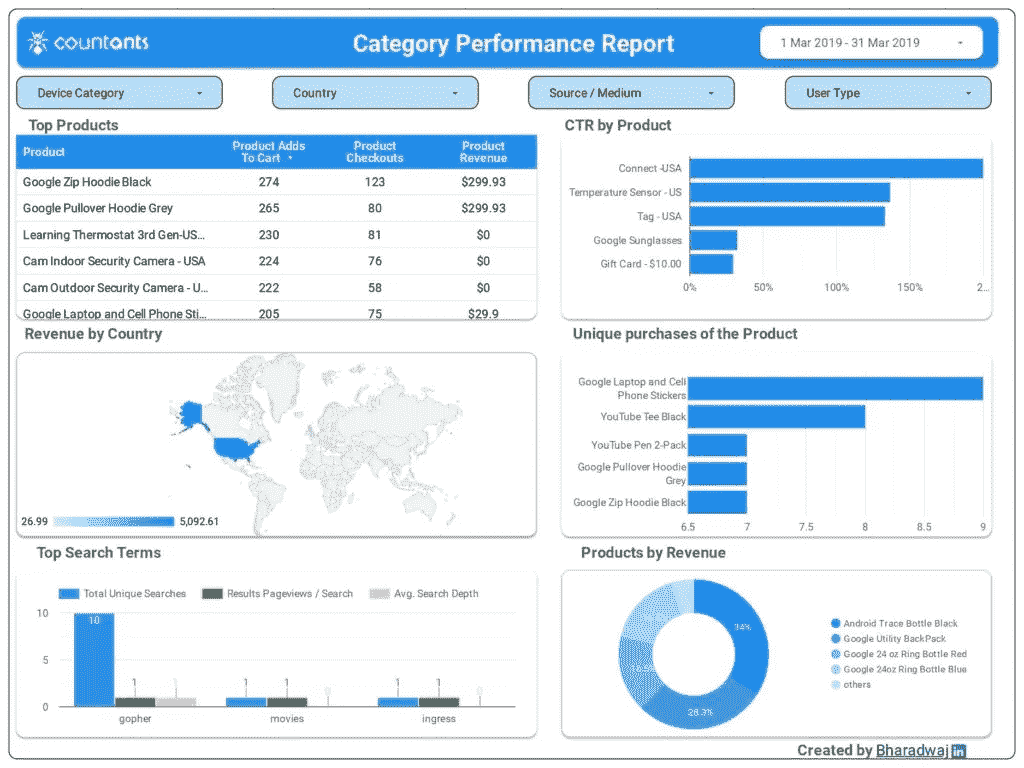 countants
Category Performance Report
1 Mar 2019 - 31 Mar 2019
Device Category
Country
Source / Medium
User Type
Top Products
Product
Product Adds
To Cart
Product
Checkouts
Product
Revenue
Google Zip Hoodie Black 274 123 $299.93
Google Pullover Hoodie Grey 265 80 $299.93
Learning Thermostat 3rd Gen-US... 230 81 $0
Cam Indoor Security Camera - USA 224 76 $0
Cam Outdoor Security Camera - U... 222 58 $0
Google Laptop and Cell Phone Sti... 205 75 $29.9
CTR by Product
Connect -USA
Temperature Sensor - US
Tag - USA
Google Sunglasses
Gift Card - $10.00
0% 50% 100% 150% 2...
Revenue by Country
26.99 5,092.61
Unique purchases of the Product
Google Laptop and Cell
Phone Stickers
YouTube Tee Black
YouTube Pen 2-Pack
Google Pullover Hoodie
Grey
Google Zip Hoodie Black
6.5 7 7.5 8 8.5 9
Top Search Terms
Total Unique Searches Results Pageviews / Search Avg. Search Depth
10
5
0
10
1 1
1 1 0
1 1 0
gopher movies ingress
Products by Revenue
34%
28.3%
Android Trace Bottle Black
Google Utility BackPack
Google 24 oz Ring Bottle Red
Google 24oz Ring Bottle Blue
others
Created by Bharadwaj in